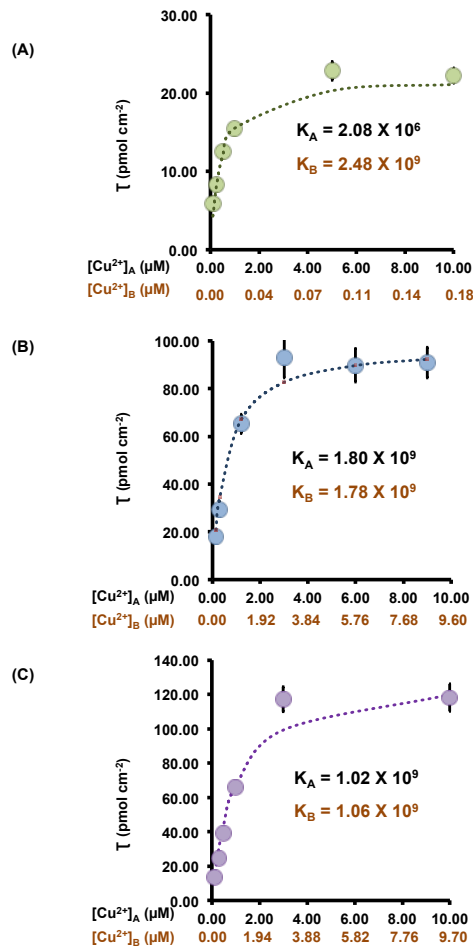 (A)
30.00
20.00
10.00
0.00
Ʈ (pmol cm⁻²)
K_A = 2.08 X 10⁶
K_B = 2.48 X 10⁹
[Cu²⁺]_A (µM) 0.00 2.00 4.00 6.00 8.00 10.00
[Cu²⁺]_B (µM) 0.00 0.04 0.07 0.11 0.14 0.18
(B)
100.00
80.00
60.00
40.00
20.00
0.00
Ʈ (pmol cm⁻²)
K_A = 1.80 X 10⁹
K_B = 1.78 X 10⁹
[Cu²⁺]_A (µM) 0.00 2.00 4.00 6.00 8.00 10.00
[Cu²⁺]_B (µM) 0.00 1.92 3.84 5.76 7.68 9.60
(C)
140.00
120.00
100.00
80.00
60.00
40.00
20.00
0.00
Ʈ (pmol cm⁻²)
K_A = 1.02 X 10⁹
K_B = 1.06 X 10⁹
[Cu²⁺]_A (µM) 0.00 2.00 4.00 6.00 8.00 10.00
[Cu²⁺]_B (µM) 0.00 1.94 3.88 5.82 7.76 9.70